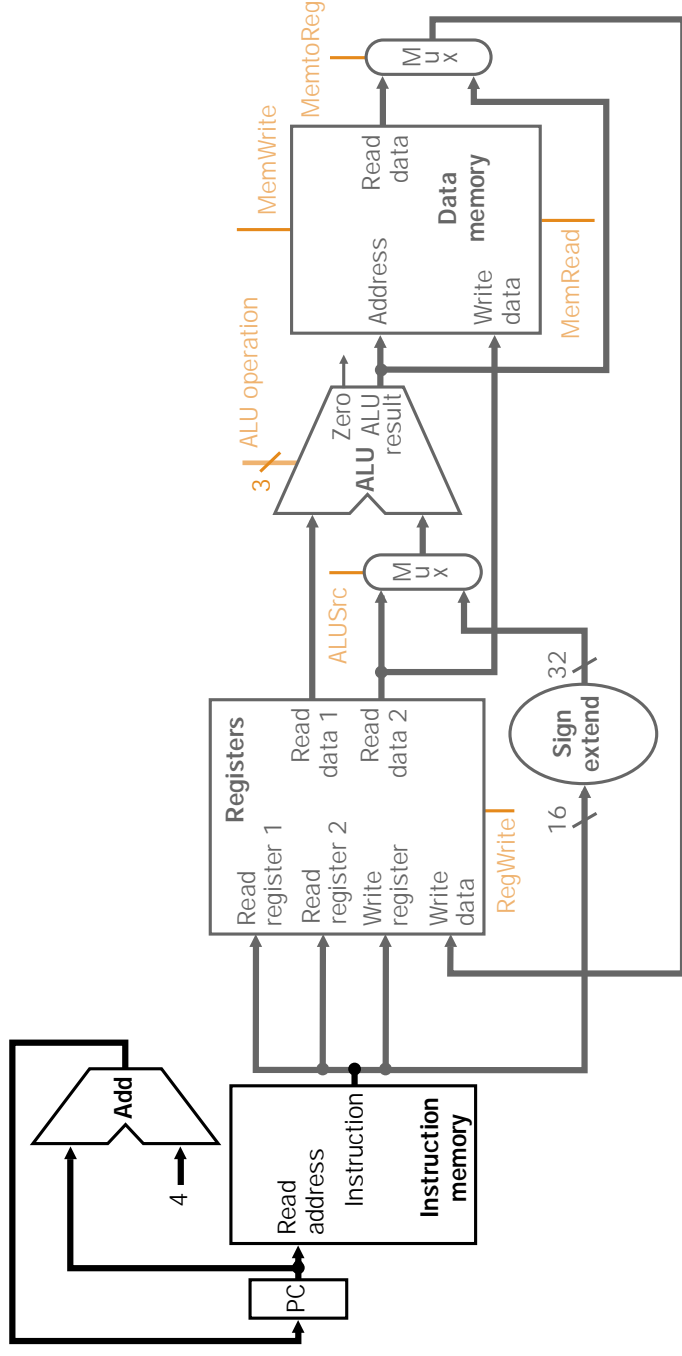 Add
4
PC
Read
address
Instruction
Instruction
memory
Registers
Read
register 1
Read
register 2
Write
register
Write
data
Read
data 1
Read
data 2
RegWrite
16
Sign
extend
32
ALUSrc
M
u
x
3
ALU operation
Zero
ALU
ALU
result
MemWrite
Address
Write
data
Read
data
Data
memory
MemRead
MemtoReg
M
u
x